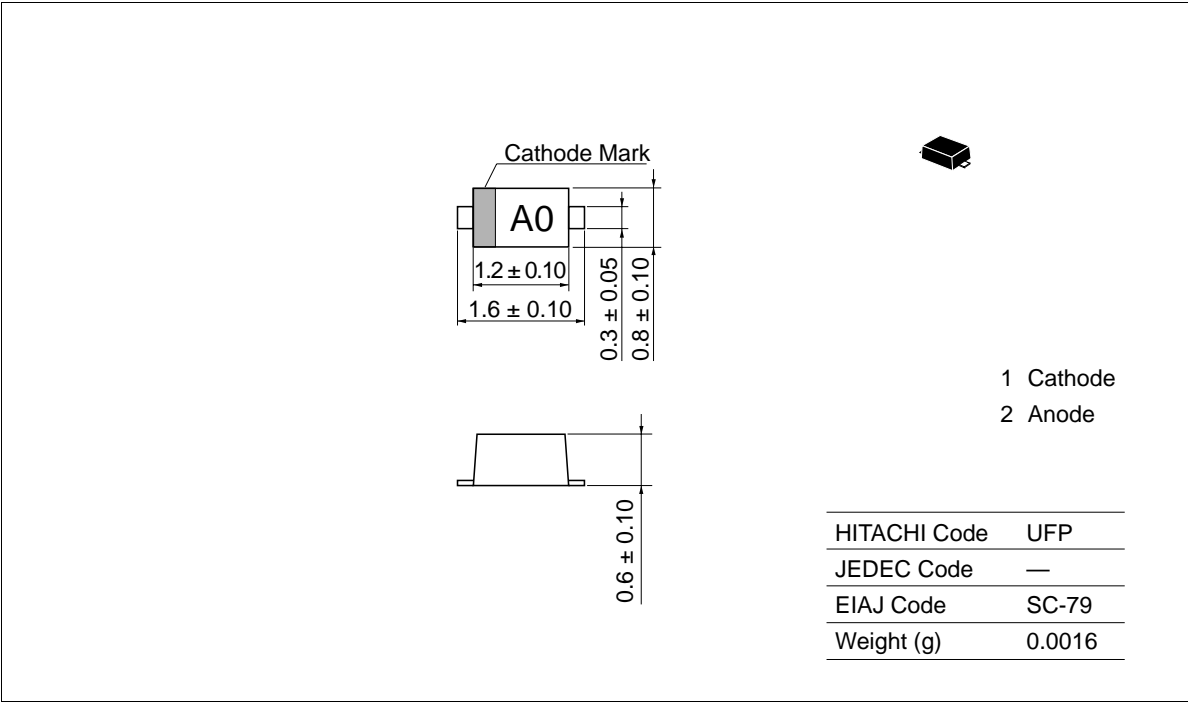 Cathode Mark
A0
1.2 ± 0.10
1.6 ± 0.10
0.3 ± 0.05
0.8 ± 0.10
1 Cathode
2 Anode
0.6 ± 0.10
HITACHI Code UFP
JEDEC Code —
EIAJ Code SC-79
Weight (g) 0.0016